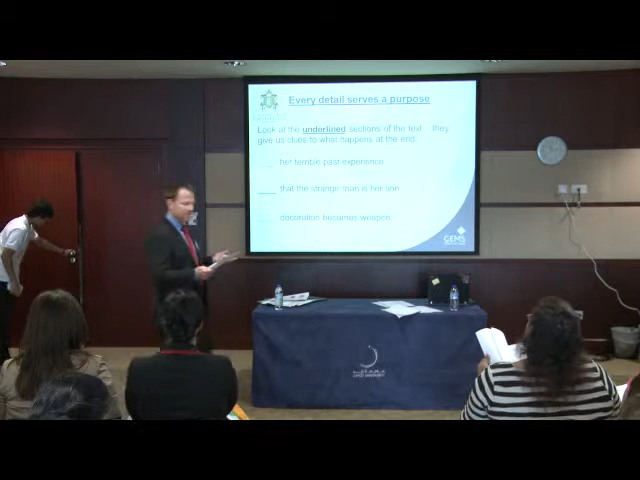 Every detail serves a purpose
Look at the underlined sections of the text they
give us clues to what happens at the end.
her terrible past experience
that the strange man is her son
decoration becomes weapon
GEMS